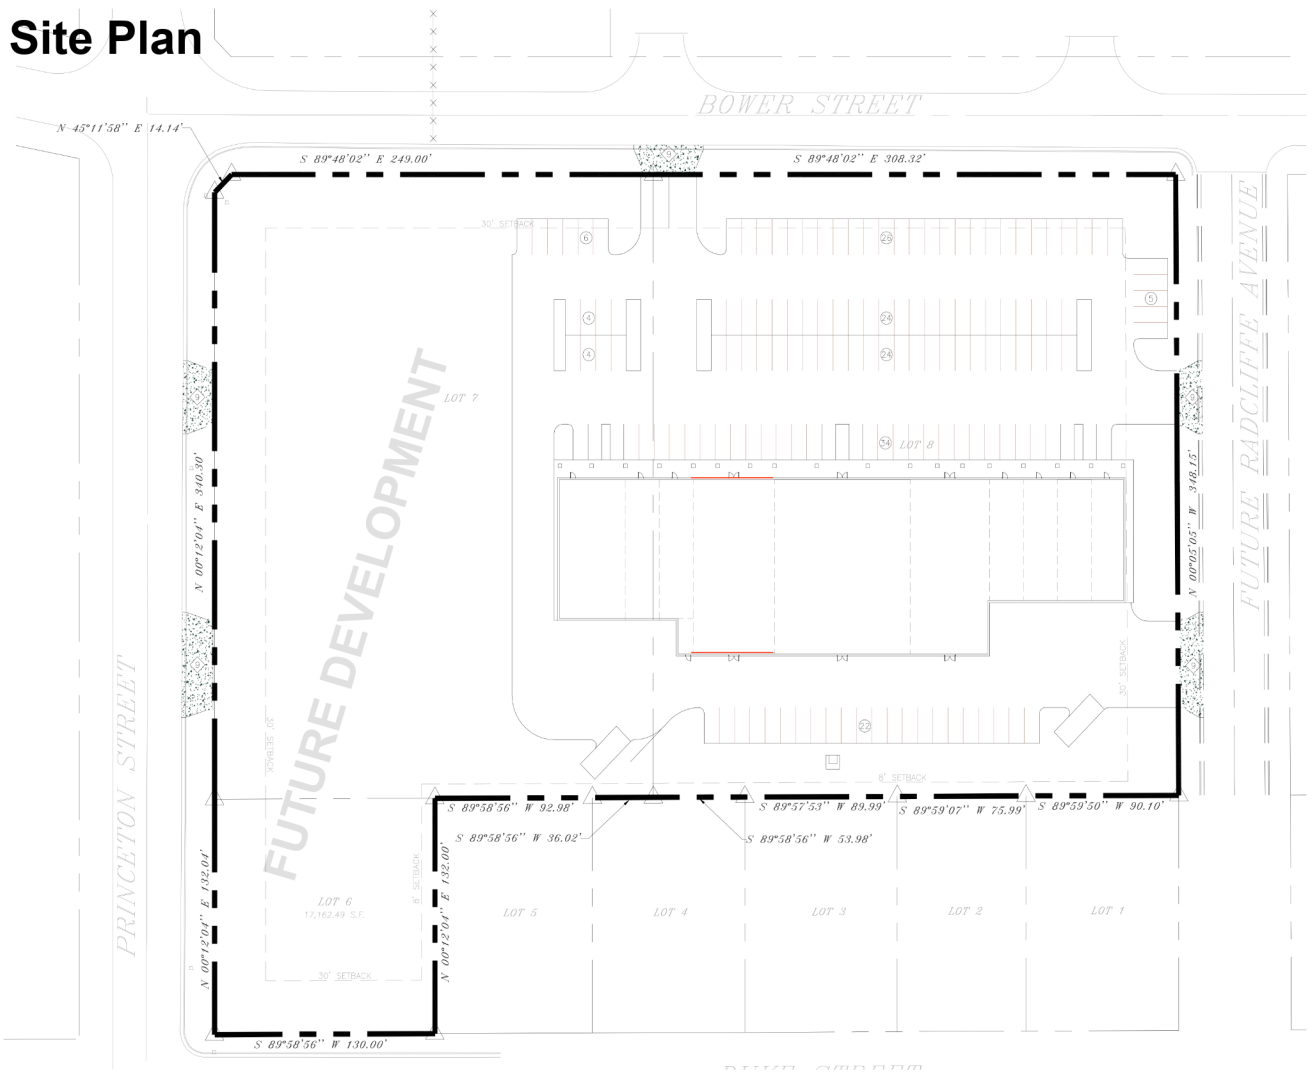 Site Plan
BOWER STREET
N 45°11'58'' E 14.14'
S 89°48'02'' E 249.00'
9
S 89°48'02'' E 308.32'
30' SETBACK
6
26
5
4
24
4
24
FUTURE RADCLIFFE AVENUE
FUTURE DEVELOPMENT
LOT 7
9
9
34
LOT 8
N 00°12'04'' E 340.30'
N 00°05'05'' W 348.15'
9
9
30' SETBACK
30' SETBACK
22
8' SETBACK
PRINCETON STREET
S 89°58'56'' W 92.98'
S 89°57'53'' W 89.99'
S 89°59'07'' W 75.99'
S 89°59'50'' W 90.10'
S 89°58'56'' W 36.02'
S 89°58'56'' W 53.98'
N 00°12'04'' E 132.04'
8' SETBACK
N 00°12'04'' E 132.00'
LOT 6
17,162.49 S.F.
LOT 5
LOT 4
LOT 3
LOT 2
LOT 1
30' SETBACK
S 89°58'56'' W 130.00'